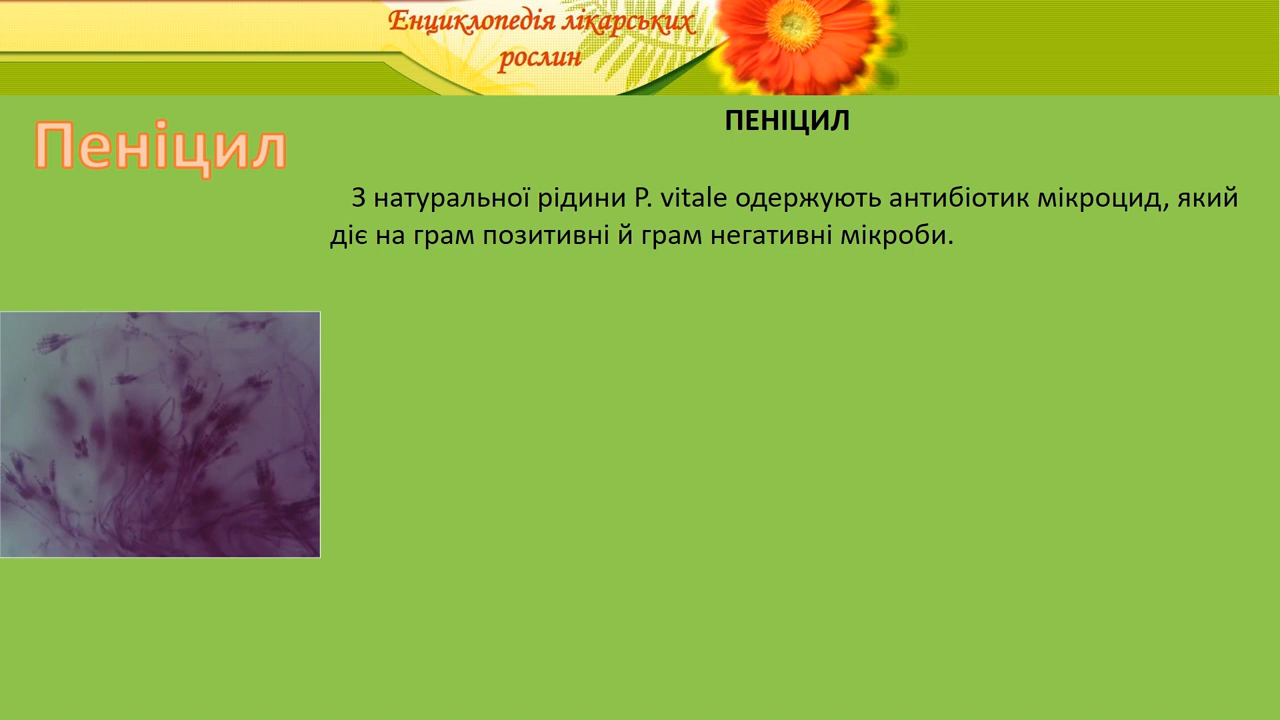 Енциклопедія лікарських
рослин
Пеніцил
ПЕНІЦИЛ
З натуральної рідини P. vitale одержують антибіотик мікроцид, який
діє на грам позитивні й грам негативні мікроби.